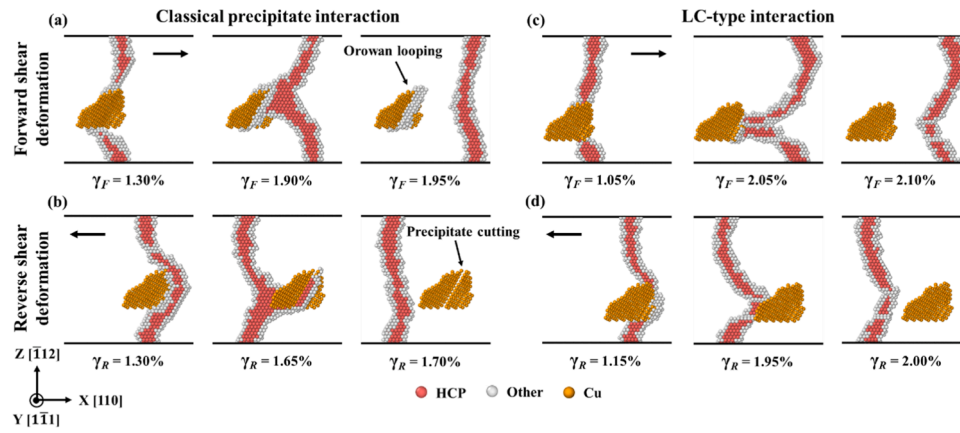 Classical precipitate interaction
LC-type interaction
Forward shear
deformation
(a)
Orowan looping
γF = 1.30%
γF = 1.90%
γF = 1.95%
(c)
γF = 1.05%
γF = 2.05%
γF = 2.10%
Reverse shear
deformation
(b)
Precipitate cutting
γR = 1.30%
γR = 1.65%
γR = 1.70%
(d)
γR = 1.15%
γR = 1.95%
γR = 2.00%
Z [1̅12]
X [110]
Y [11̅1]
HCP
Other
Cu